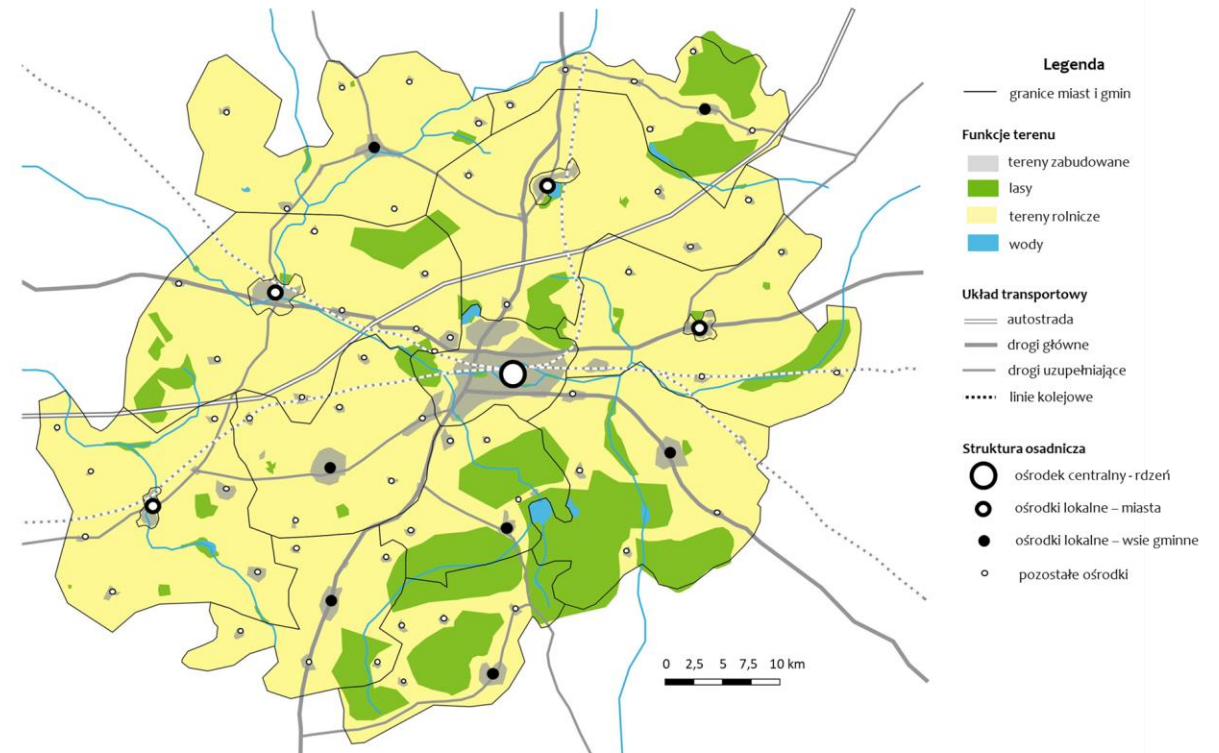 Legenda
granice miast i gmin
Funkcje terenu
tereny zabudowane
lasy
tereny rolnicze
wody
Układ transportowy
autostrada
drogi główne
drogi uzupełniające
linie kolejowe
Struktura osadnicza
ośrodek centralny - rdzeń
ośrodki lokalne – miasta
ośrodki lokalne – wsie gminne
pozostałe ośrodki
0 2,5 5 7,5 10 km